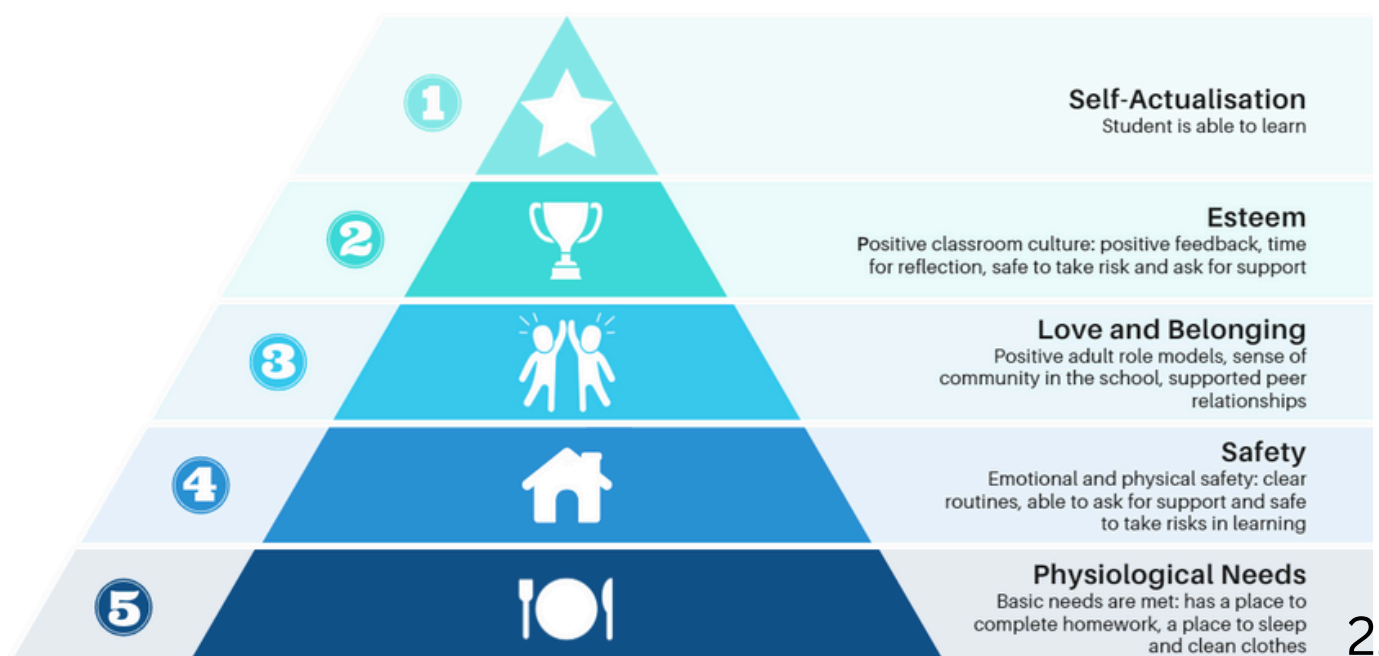 1
Self-Actualisation
Student is able to learn
2
Esteem
Positive classroom culture: positive feedback, time
for reflection, safe to take risk and ask for support
3
Love and Belonging
Positive adult role models, sense of
community in the school, supported peer
relationships
4
Safety
Emotional and physical safety: clear
routines, able to ask for support and safe
to take risks in learning
5
Physiological Needs
Basic needs are met: has a place to
complete homework, a place to sleep
and clean clothes
2